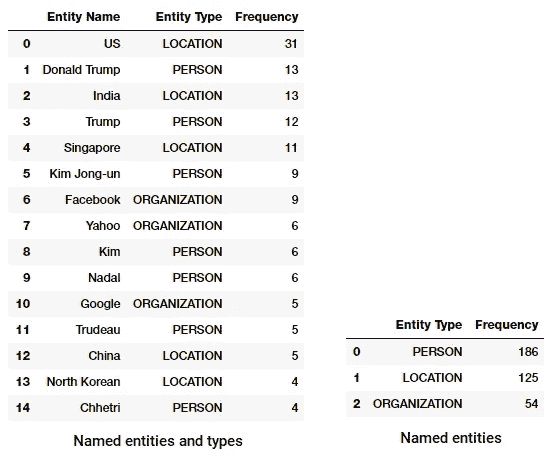 Entity Name Entity Type Frequency
0 US LOCATION 31
1 Donald Trump PERSON 13
2 India LOCATION 13
3 Trump PERSON 12
4 Singapore LOCATION 11
5 Kim Jong-un PERSON 9
6 Facebook ORGANIZATION 9
7 Yahoo ORGANIZATION 6
8 Kim PERSON 6
9 Nadal PERSON 6
10 Google ORGANIZATION 5
11 Trudeau PERSON 5
12 China LOCATION 5
13 North Korean LOCATION 4
14 Chhetri PERSON 4
Named entities and types
Entity Type Frequency
0 PERSON 186
1 LOCATION 125
2 ORGANIZATION 54
Named entities